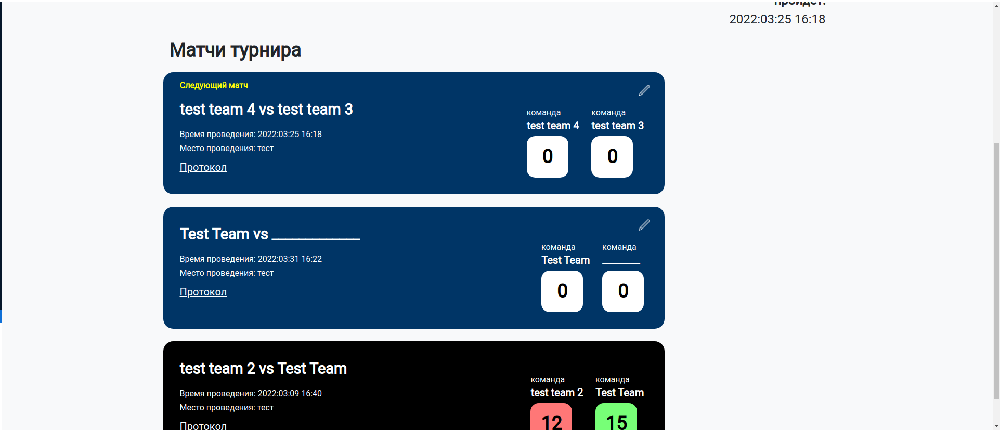 пройдет:
2022:03:25 16:18
Матчи турнира
Следующий матч
test team 4 vs test team 3
Время проведения: 2022:03:25 16:18
Место проведения: тест
Протокол
команда
test team 4
0
команда
test team 3
0
Test Team vs ____________
Время проведения: 2022:03:31 16:22
Место проведения: тест
Протокол
команда
Test Team
0
команда
_______
0
test team 2 vs Test Team
Время проведения: 2022:03:09 16:40
Место проведения: тест
Протокол
команда
test team 2
12
команда
Test Team
15